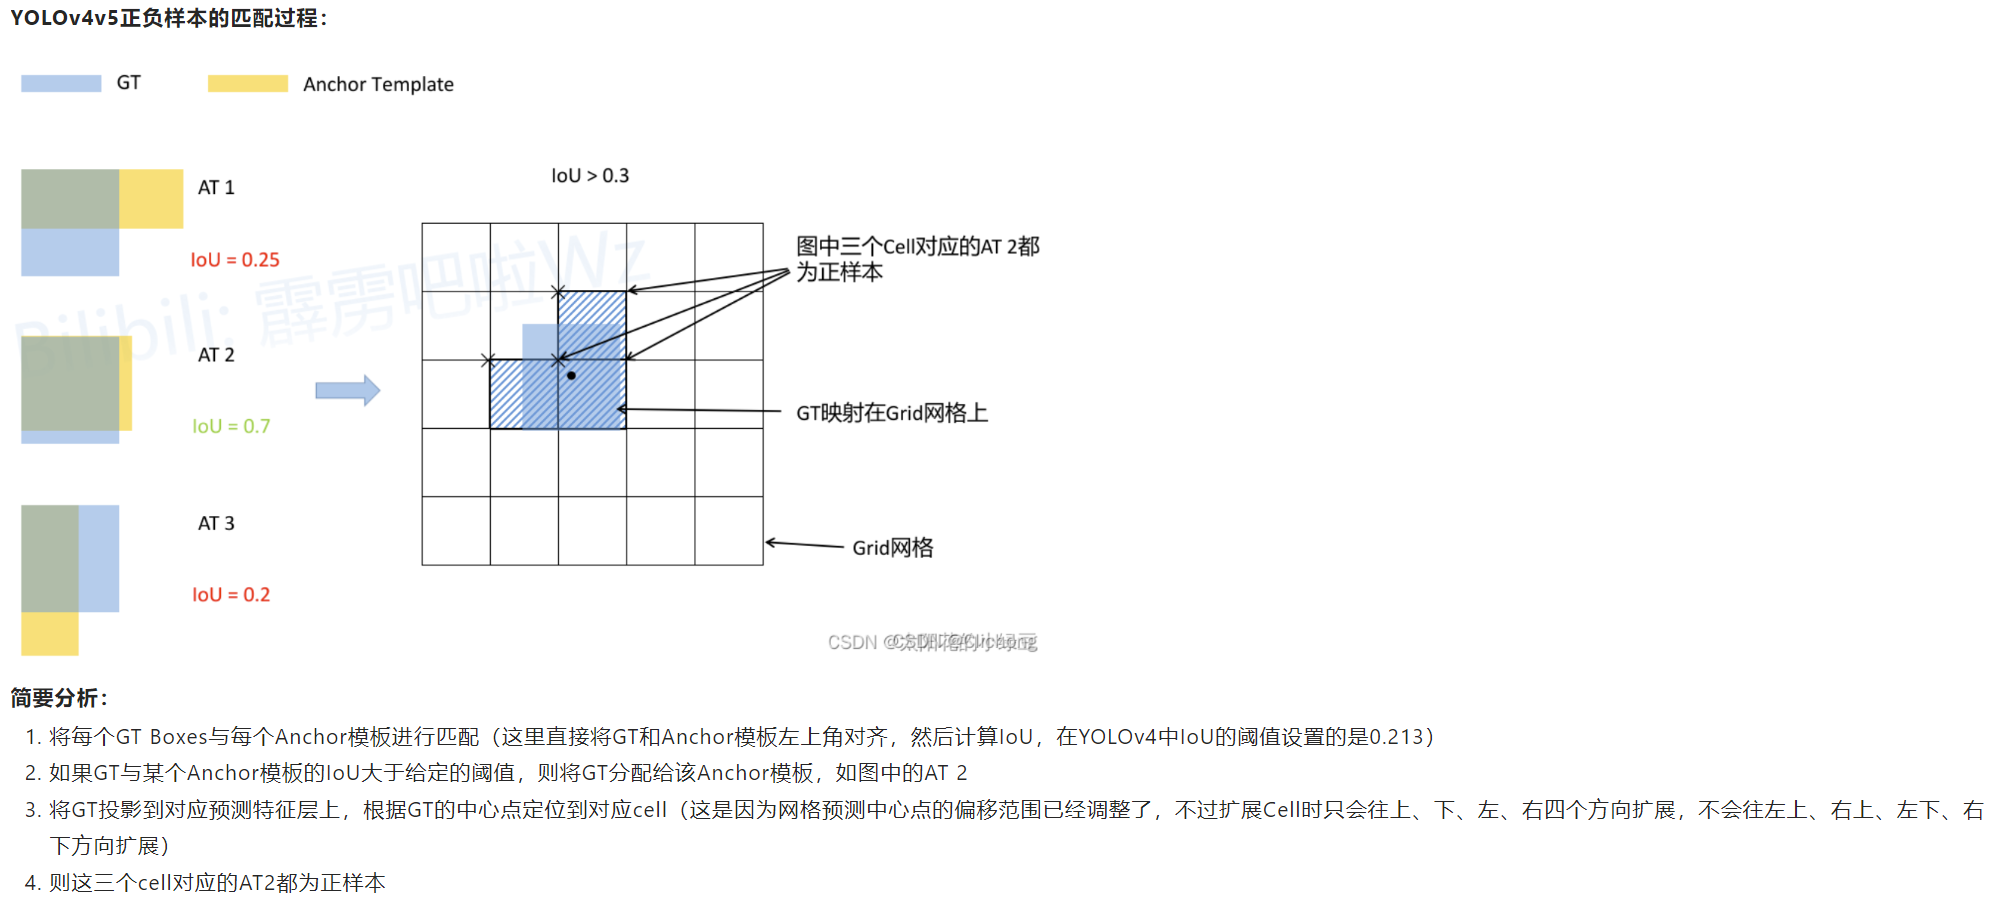 YOLOv4v5正负样本的匹配过程：
GT
Anchor Template
IoU > 0.3
AT 1
IoU = 0.25
图中三个Cell对应的AT 2都
为正样本
Bilibili: 霹雳吧啦Wz
AT 2
IoU = 0.7
GT映射在Grid网格上
AT 3
IoU = 0.2
Grid网格
CSDN
简要分析：
1. 将每个GT Boxes与每个Anchor模板进行匹配（这里直接将GT和Anchor模板左上角对齐，然后计算IoU，在YOLOv4中IoU的阈值设置的是0.213）
2. 如果GT与某个Anchor模板的IoU大于给定的阈值，则将GT分配给该Anchor模板，如图中的AT 2
3. 将GT投影到对应预测特征层上，根据GT的中心点定位到对应cell（这是因为网格预测中心点的偏移范围已经调整了，不过扩展Cell时只会往上、下、左、右四个方向扩展，不会往左上、右上、左下、右
下方向扩展）
4. 则这三个cell对应的AT2都为正样本